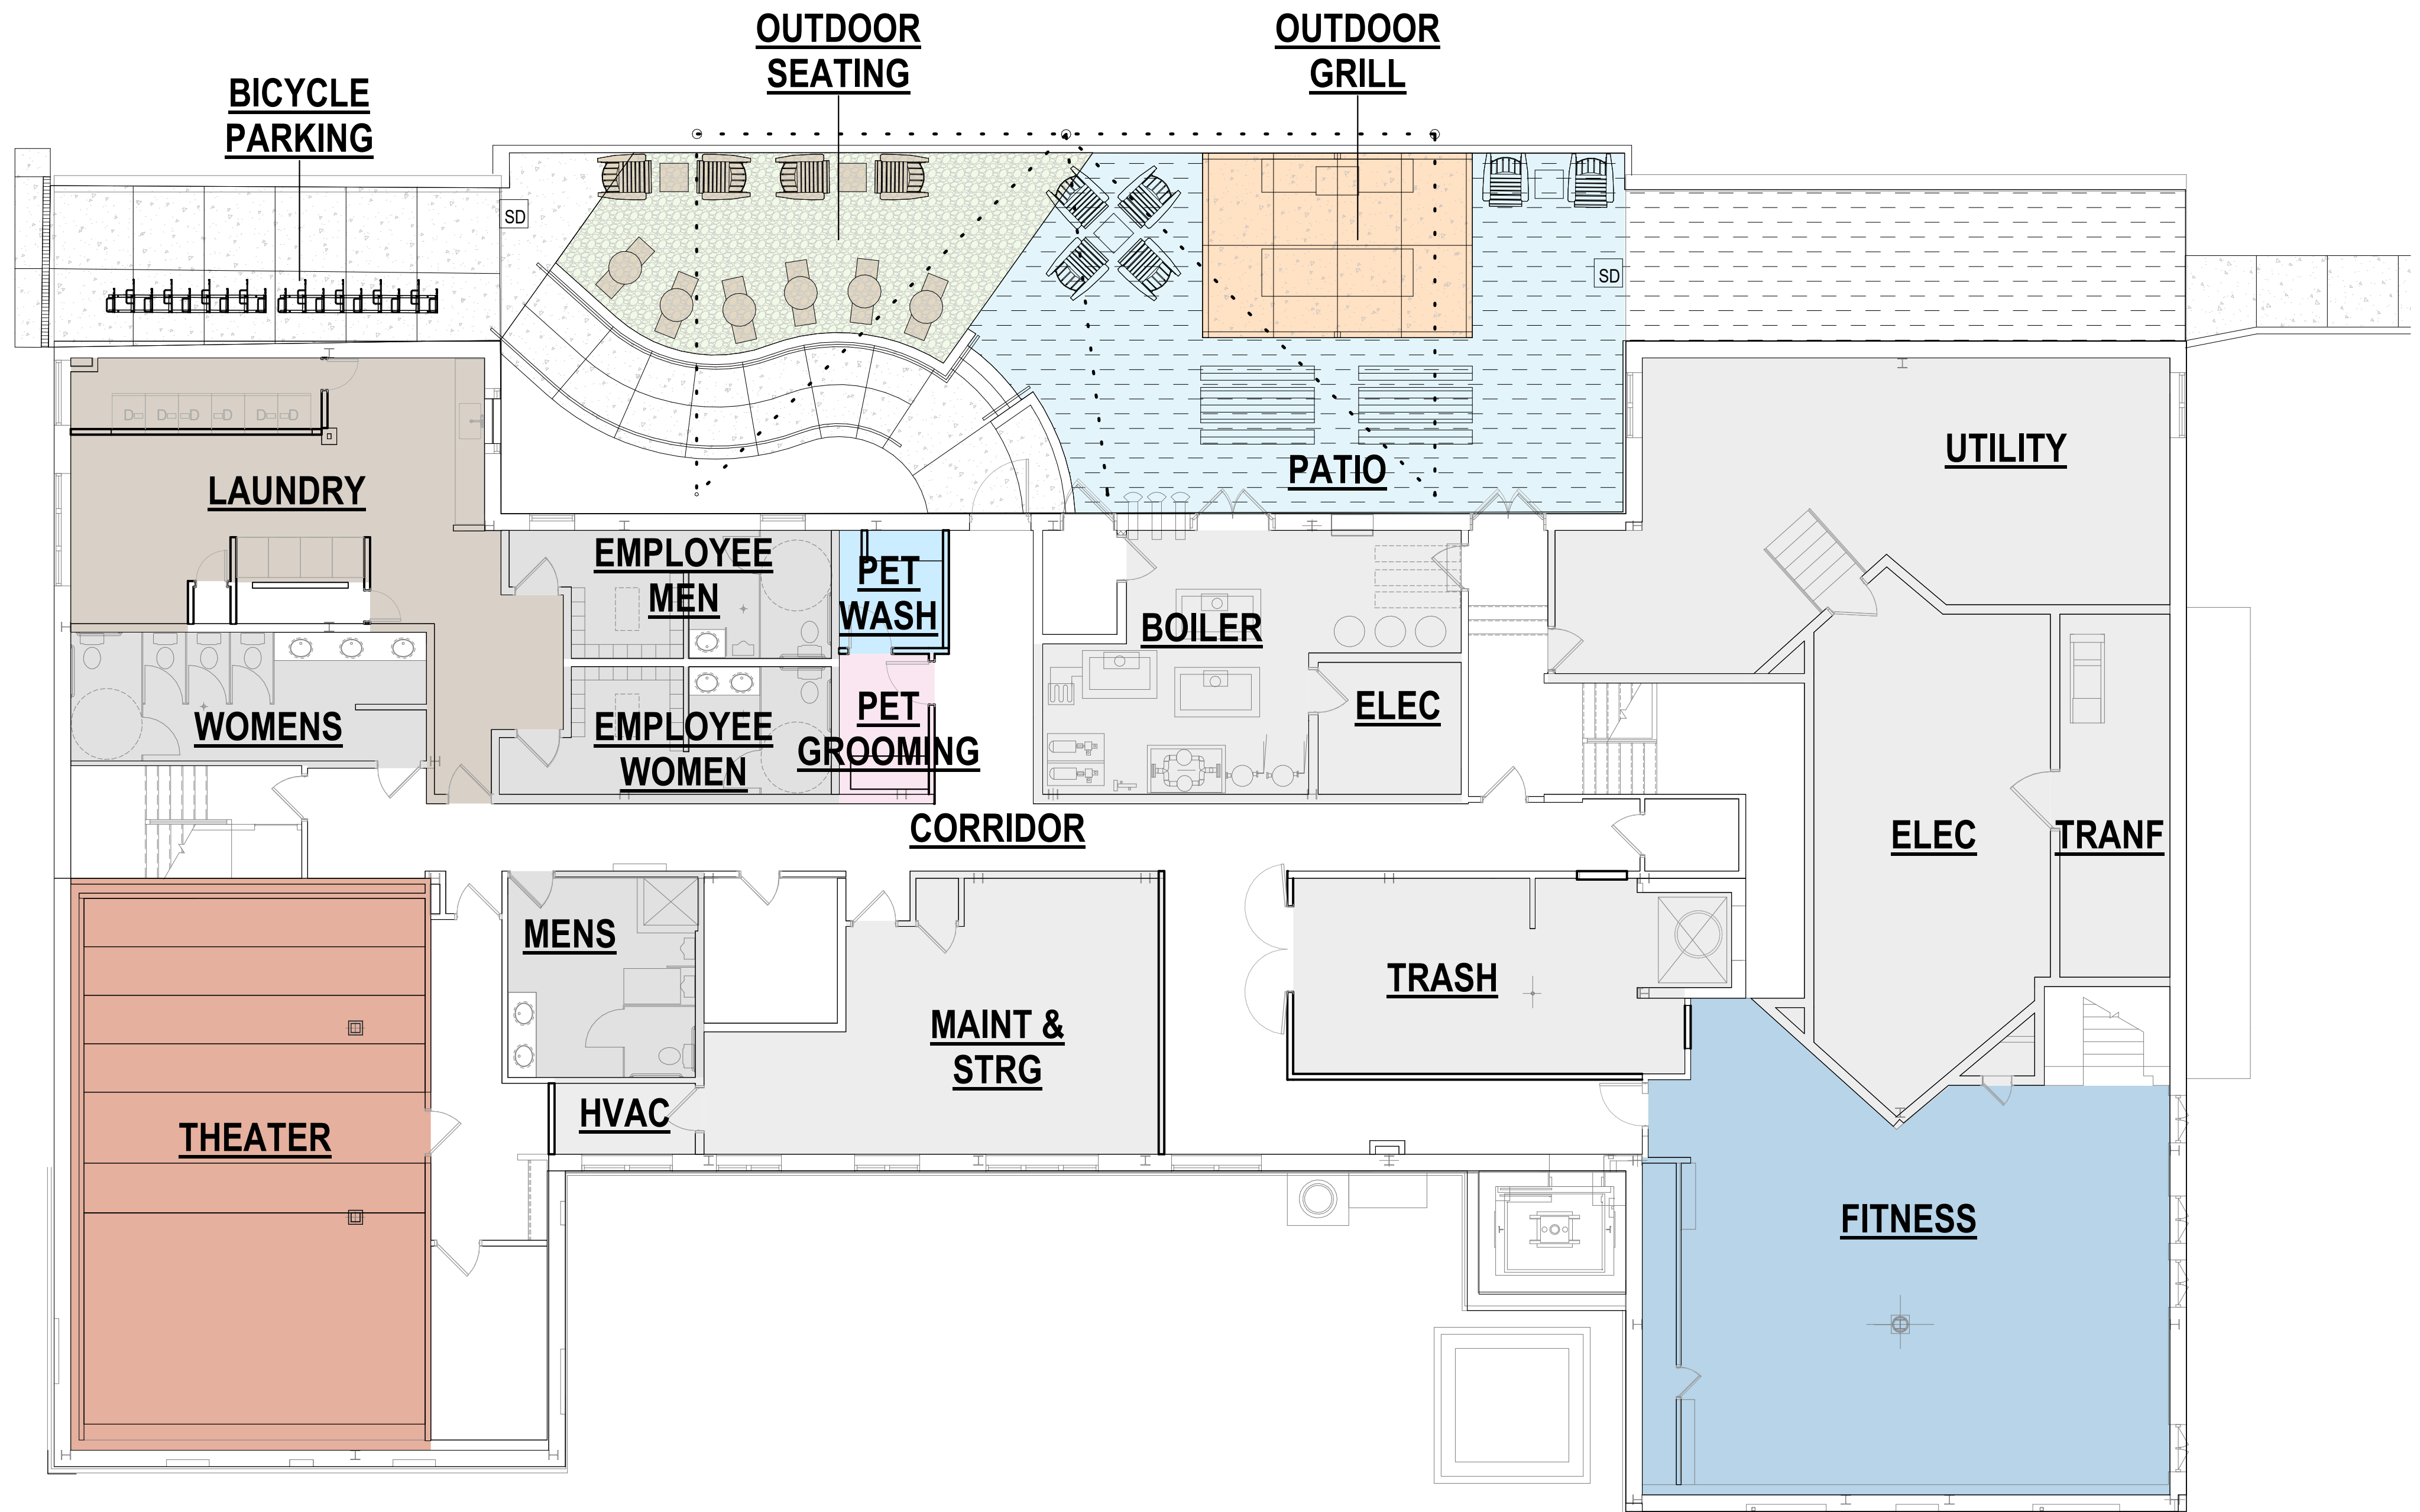 OUTDOOR
SEATING
OUTDOOR
GRILL
BICYCLE
PARKING
SD
SD
UTILITY
PATIO
LAUNDRY
D D D D D D
EMPLOYEE
MEN
PET
WASH
BOILER
WOMENS
EMPLOYEE
WOMEN
PET
GROOMING
ELEC
CORRIDOR
ELEC
TRANF
MENS
TRASH
MAINT &
STRG
HVAC
THEATER
FITNESS